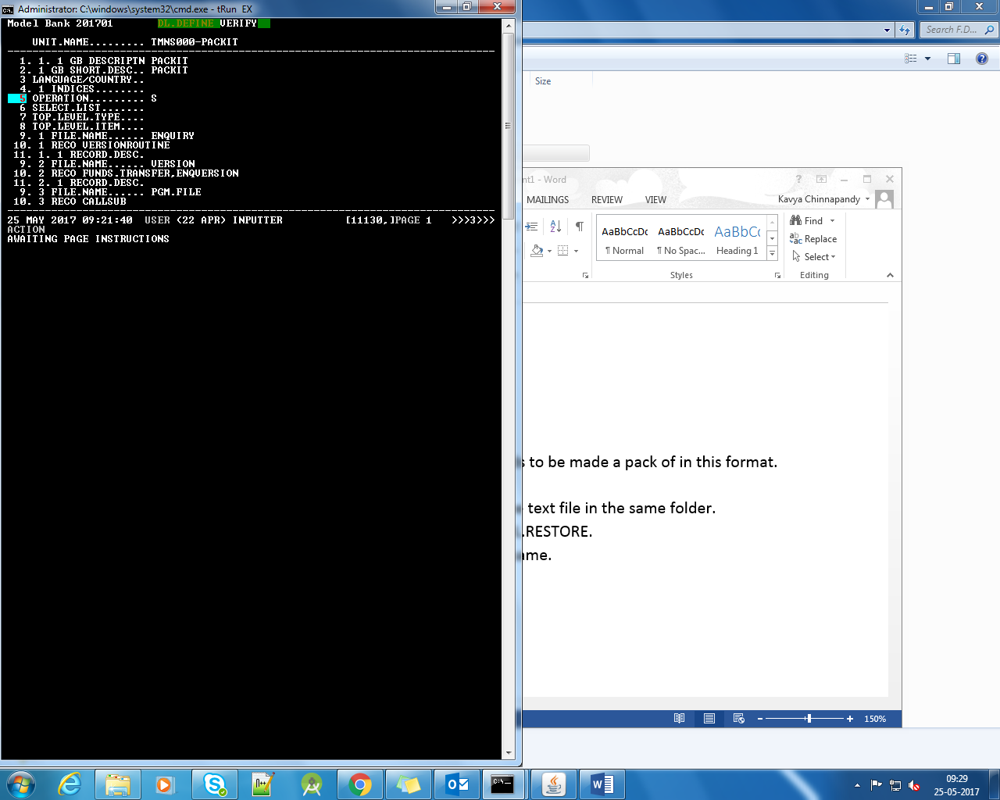 Administrator: C:\windows\system32\cmd.exe - tRun EX
Model Bank 201701 DL.DEFINE VERIFY
UNIT.NAME......... TMNS000-PACKIT
1. 1. 1 GB DESCRIPTN PACKIT
2. 1 GB SHORT.DESC.. PACKIT
3 LANGUAGE/COUNTRY..
4. 1 INDICES........
5 OPERATION......... S
6 SELECT.LIST.......
7 TOP.LEVEL.TYPE....
8 TOP.LEVEL.ITEM....
9. 1 FILE.NAME...... ENQUIRY
10. 1 RECO VERSIONROUTINE
11. 1. 1 RECORD.DESC.
9. 2 FILE.NAME...... VERSION
10. 2 RECO FUNDS.TRANSFER,ENQVERSION
11. 2. 1 RECORD.DESC.
9. 3 FILE.NAME...... PGM.FILE
10. 3 RECO CALLSUB
25 MAY 2017 09:21:40 USER (22 APR) INPUTTER [11130,]PAGE 1 >>>3>>>
ACTION
AWAITING PAGE INSTRUCTIONS
Search F.D...
Size
nt1 - Word
MAILINGS REVIEW VIEW Kavya Chinnapandy
AaBbCcDc AaBbCcDc AaBbCc
¶ Normal ¶ No Spac... Heading 1
Find
Replace
Select
Styles Editing
s to be made a pack of in this format.
text file in the same folder.
.RESTORE.
ame.
150%
09:29
25-05-2017